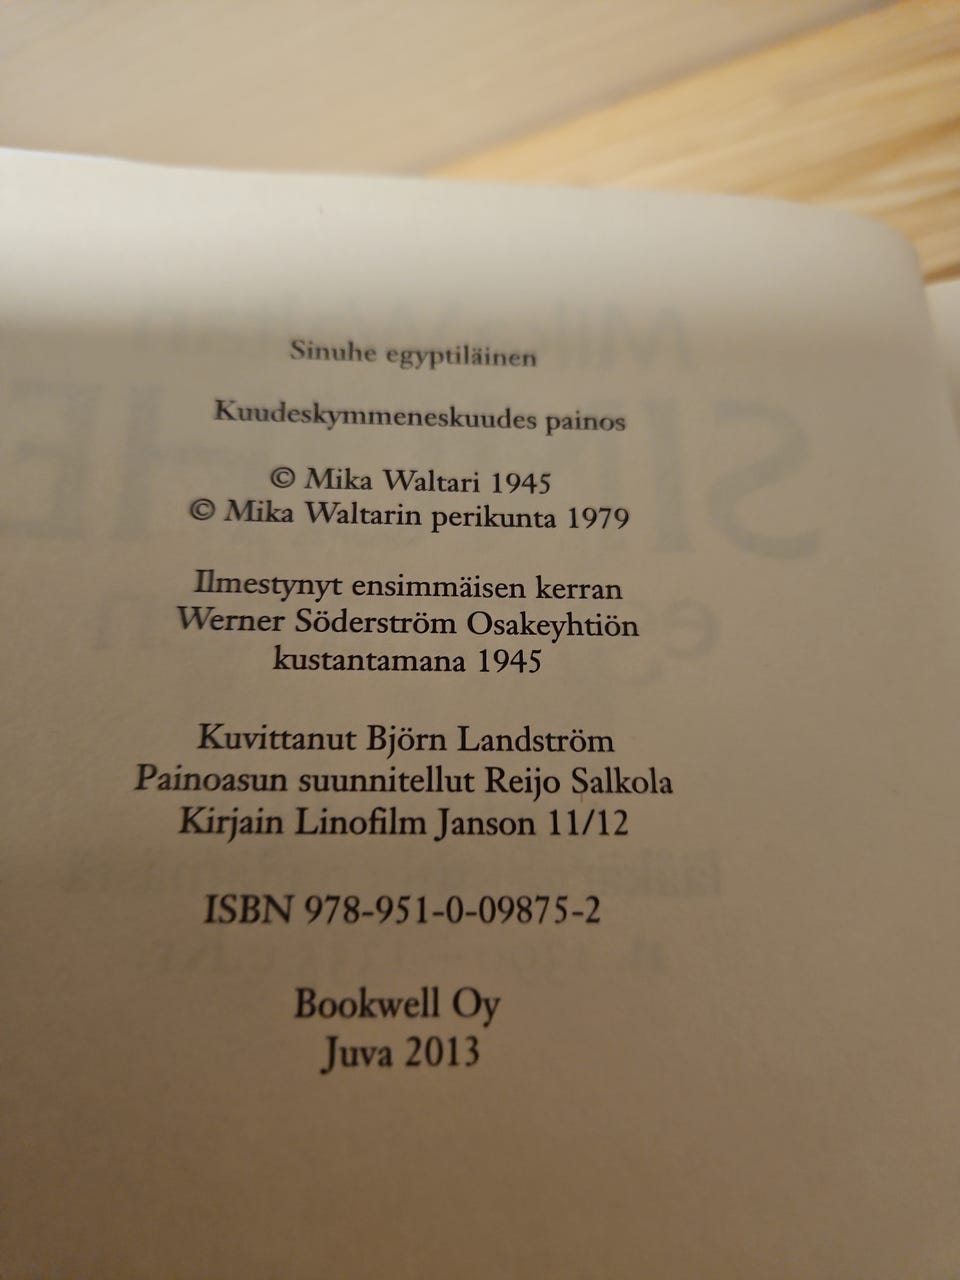 Sinuhe egyptiläinen
Kuudeskymmeneskuudes painos
© Mika Waltari 1945
© Mika Waltarin perikunta 1979
Ilmestynyt ensimmäisen kerran
Werner Söderström Osakeyhtiön
kustantamana 1945
Kuvittanut Björn Landström
Painoasun suunnitellut Reijo Salkola
Kirjain Linofilm Janson 11/12
ISBN 978-951-0-09875-2
Bookwell Oy
Juva 2013